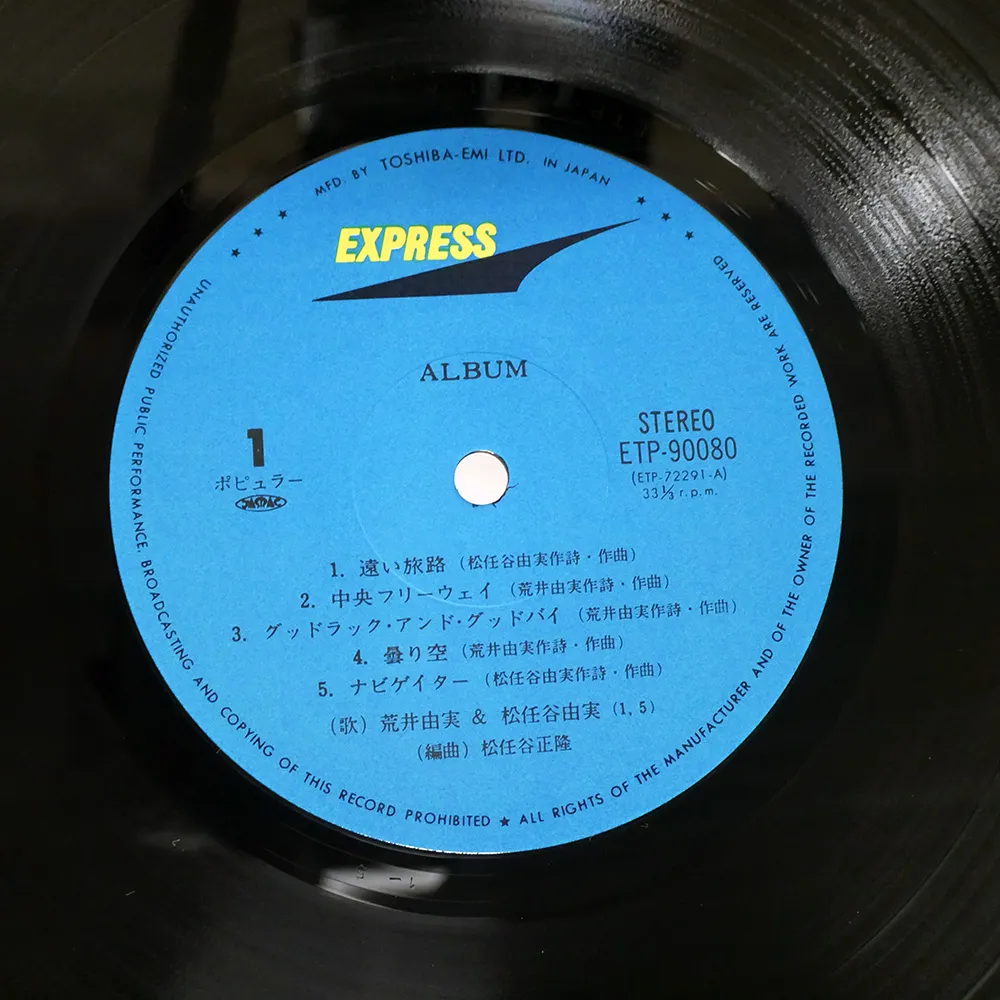 MFD. BY TOSHIBA-EMI LTD. IN JAPAN
EXPRESS
ALBUM
1
ポピュラー
JASRAC
STEREO
ETP-90080
(ETP-72291-A)
33⅓ r.p.m.
1. 遠い旅路 (松任谷由実作詩・作曲)
2. 中央フリーウェイ (荒井由実作詩・作曲)
3. グッドラック・アンド・グッドバイ (荒井由実作詩・作曲)
4. 曇り空 (荒井由実作詩・作曲)
5. ナビゲイター (松任谷由実作詩・作曲)
(歌) 荒井由実 & 松任谷由実 (1, 5)
(編曲) 松任谷正隆
UNAUTHORIZED PUBLIC PERFORMANCE, BROADCASTING AND COPYING OF THIS RECORD PROHIBITED ★ ALL RIGHTS OF THE MANUFACTURER AND OF THE OWNER OF THE RECORDED WORK ARE RESERVED